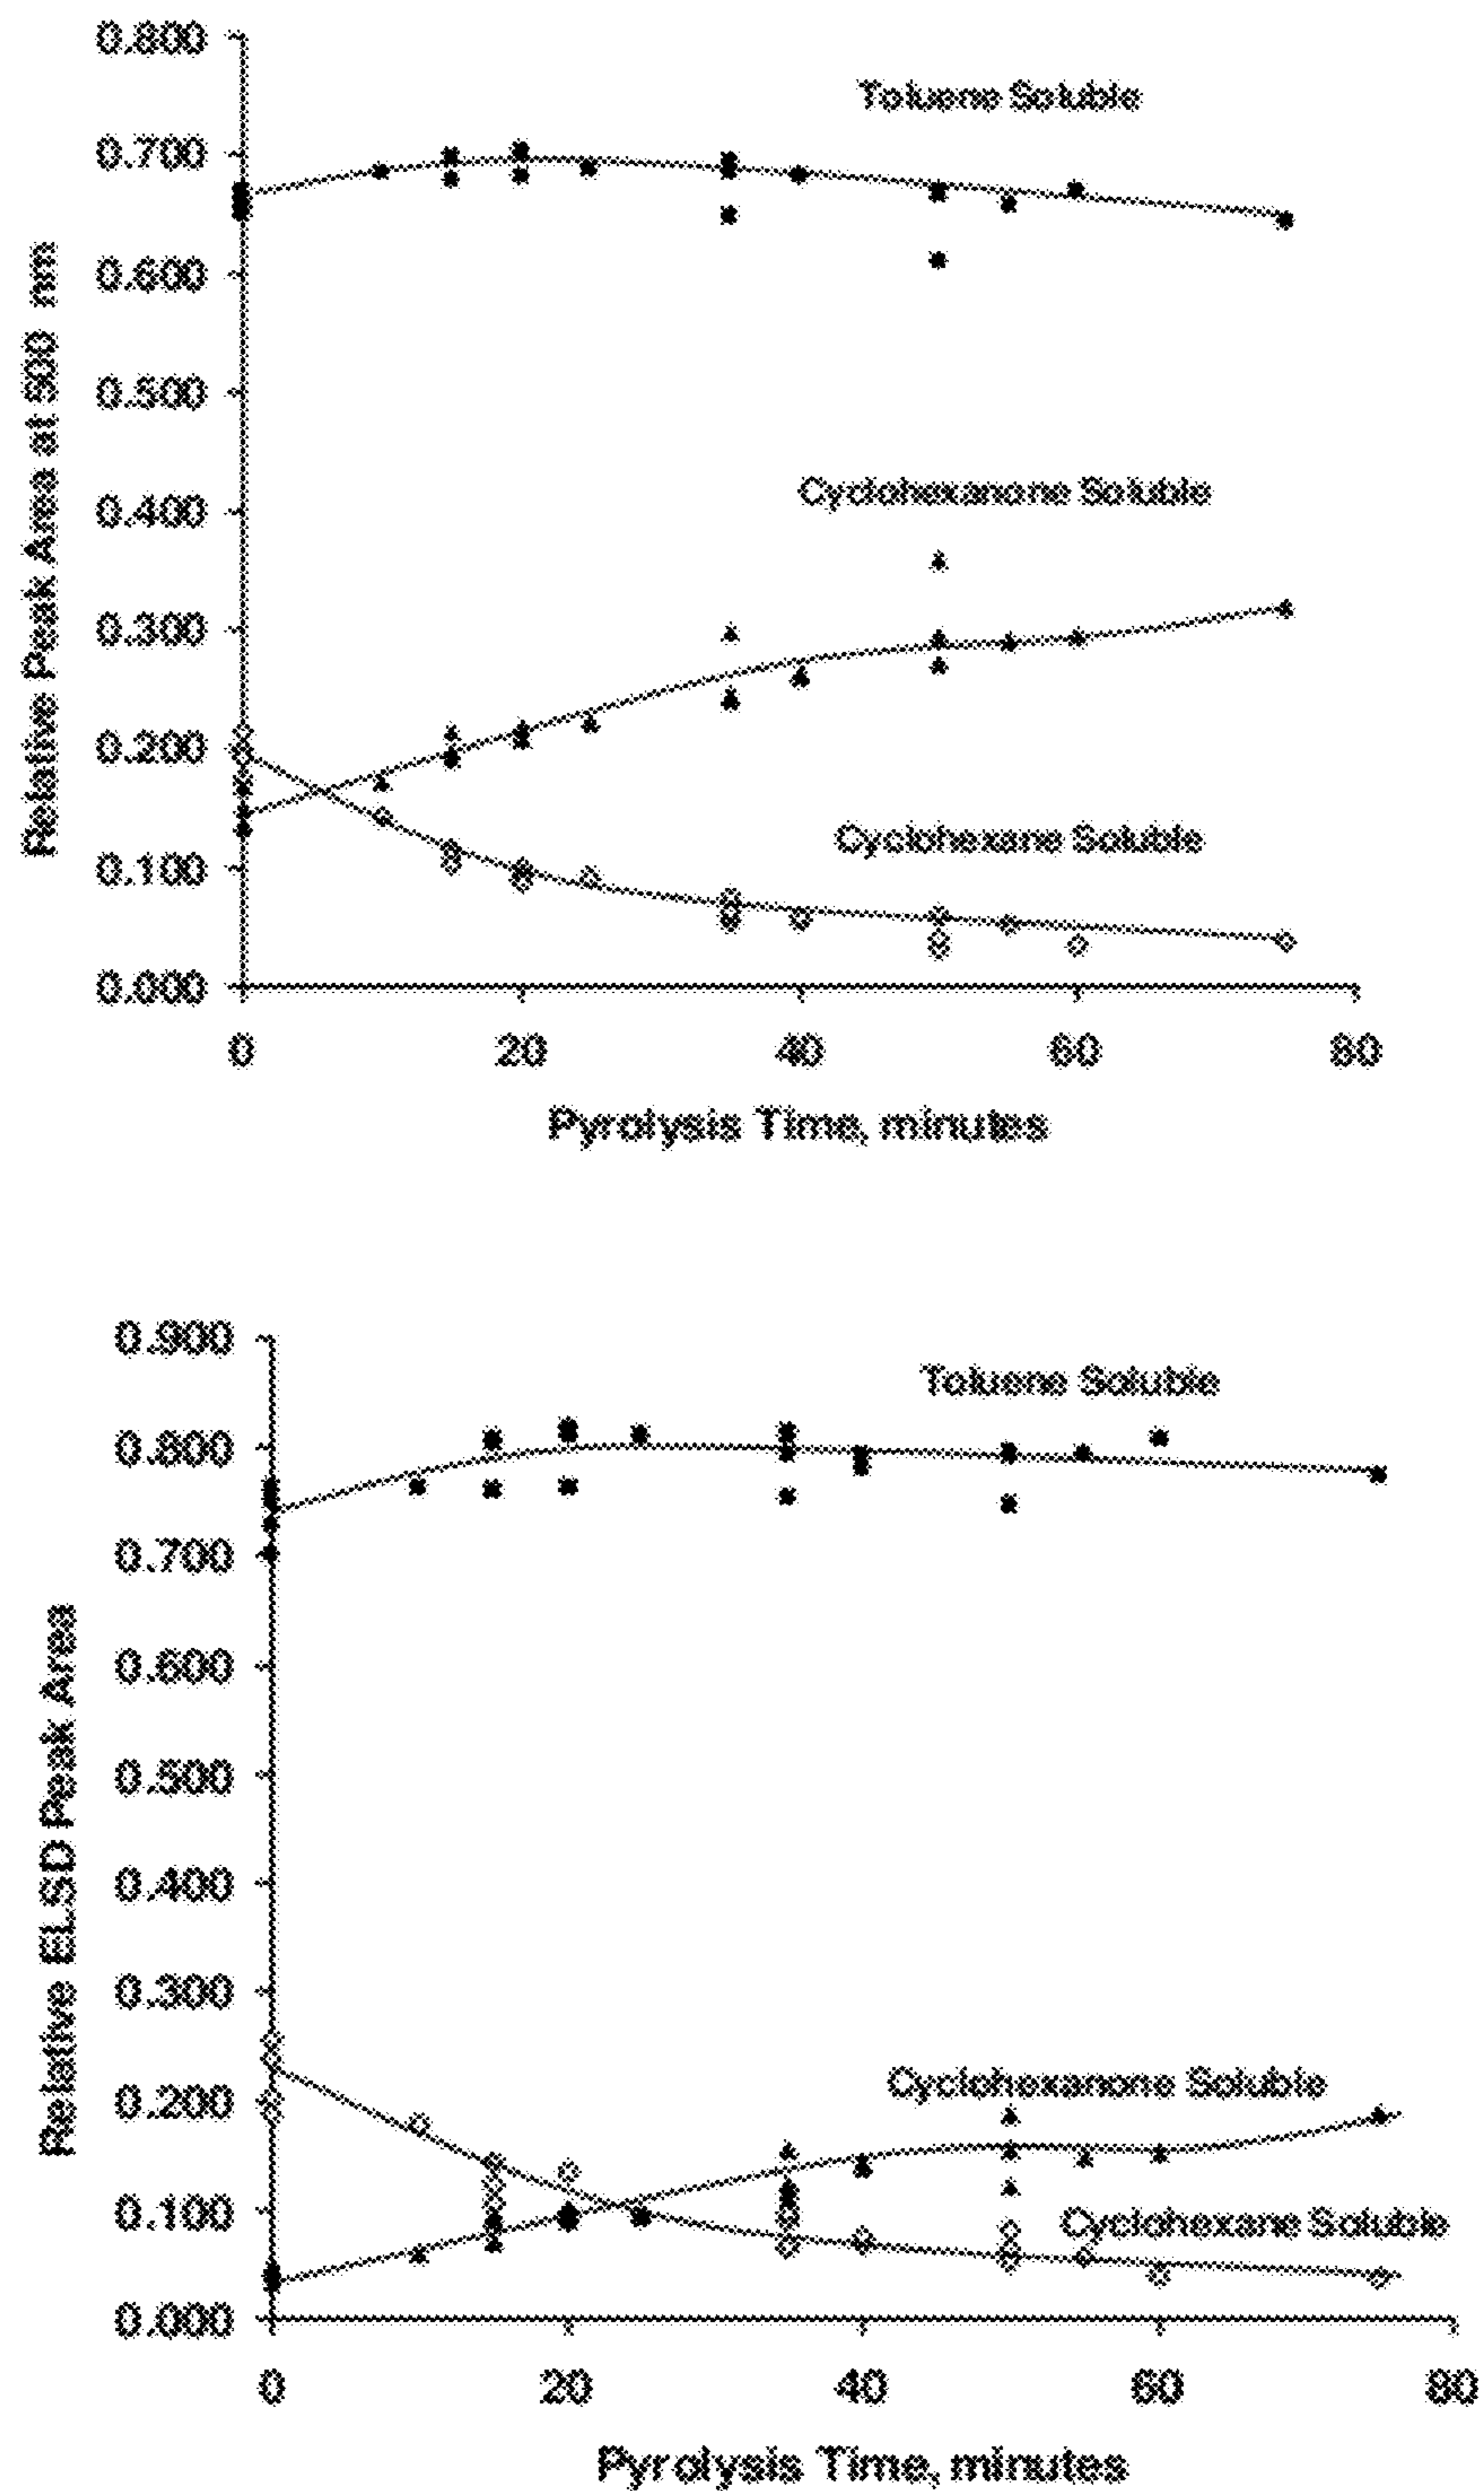 0.800
Toluene Soluble
0.700
0.600
0.500
Cyclohexanone Soluble
0.400
0.300
0.200
Cyclohexane Soluble
0.100
0.000
Relative Peak Area at 500 nm
0 20 40 60 80
Pyrolysis Time, minutes
0.900
Toluene Soluble
0.800
0.700
0.600
0.500
0.400
0.300
Cyclohexanone Soluble
0.200
0.100
Cyclohexane Soluble
0.000
Relative ELSD Peak Area
0 20 40 60 80
Pyrolysis Time, minutes